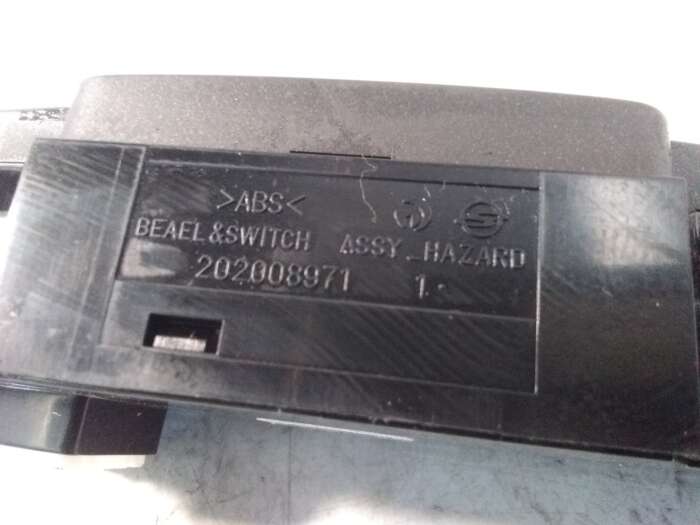 >ABS<
BEAEL&SWITCH ASSY_HAZARD
202008971 1